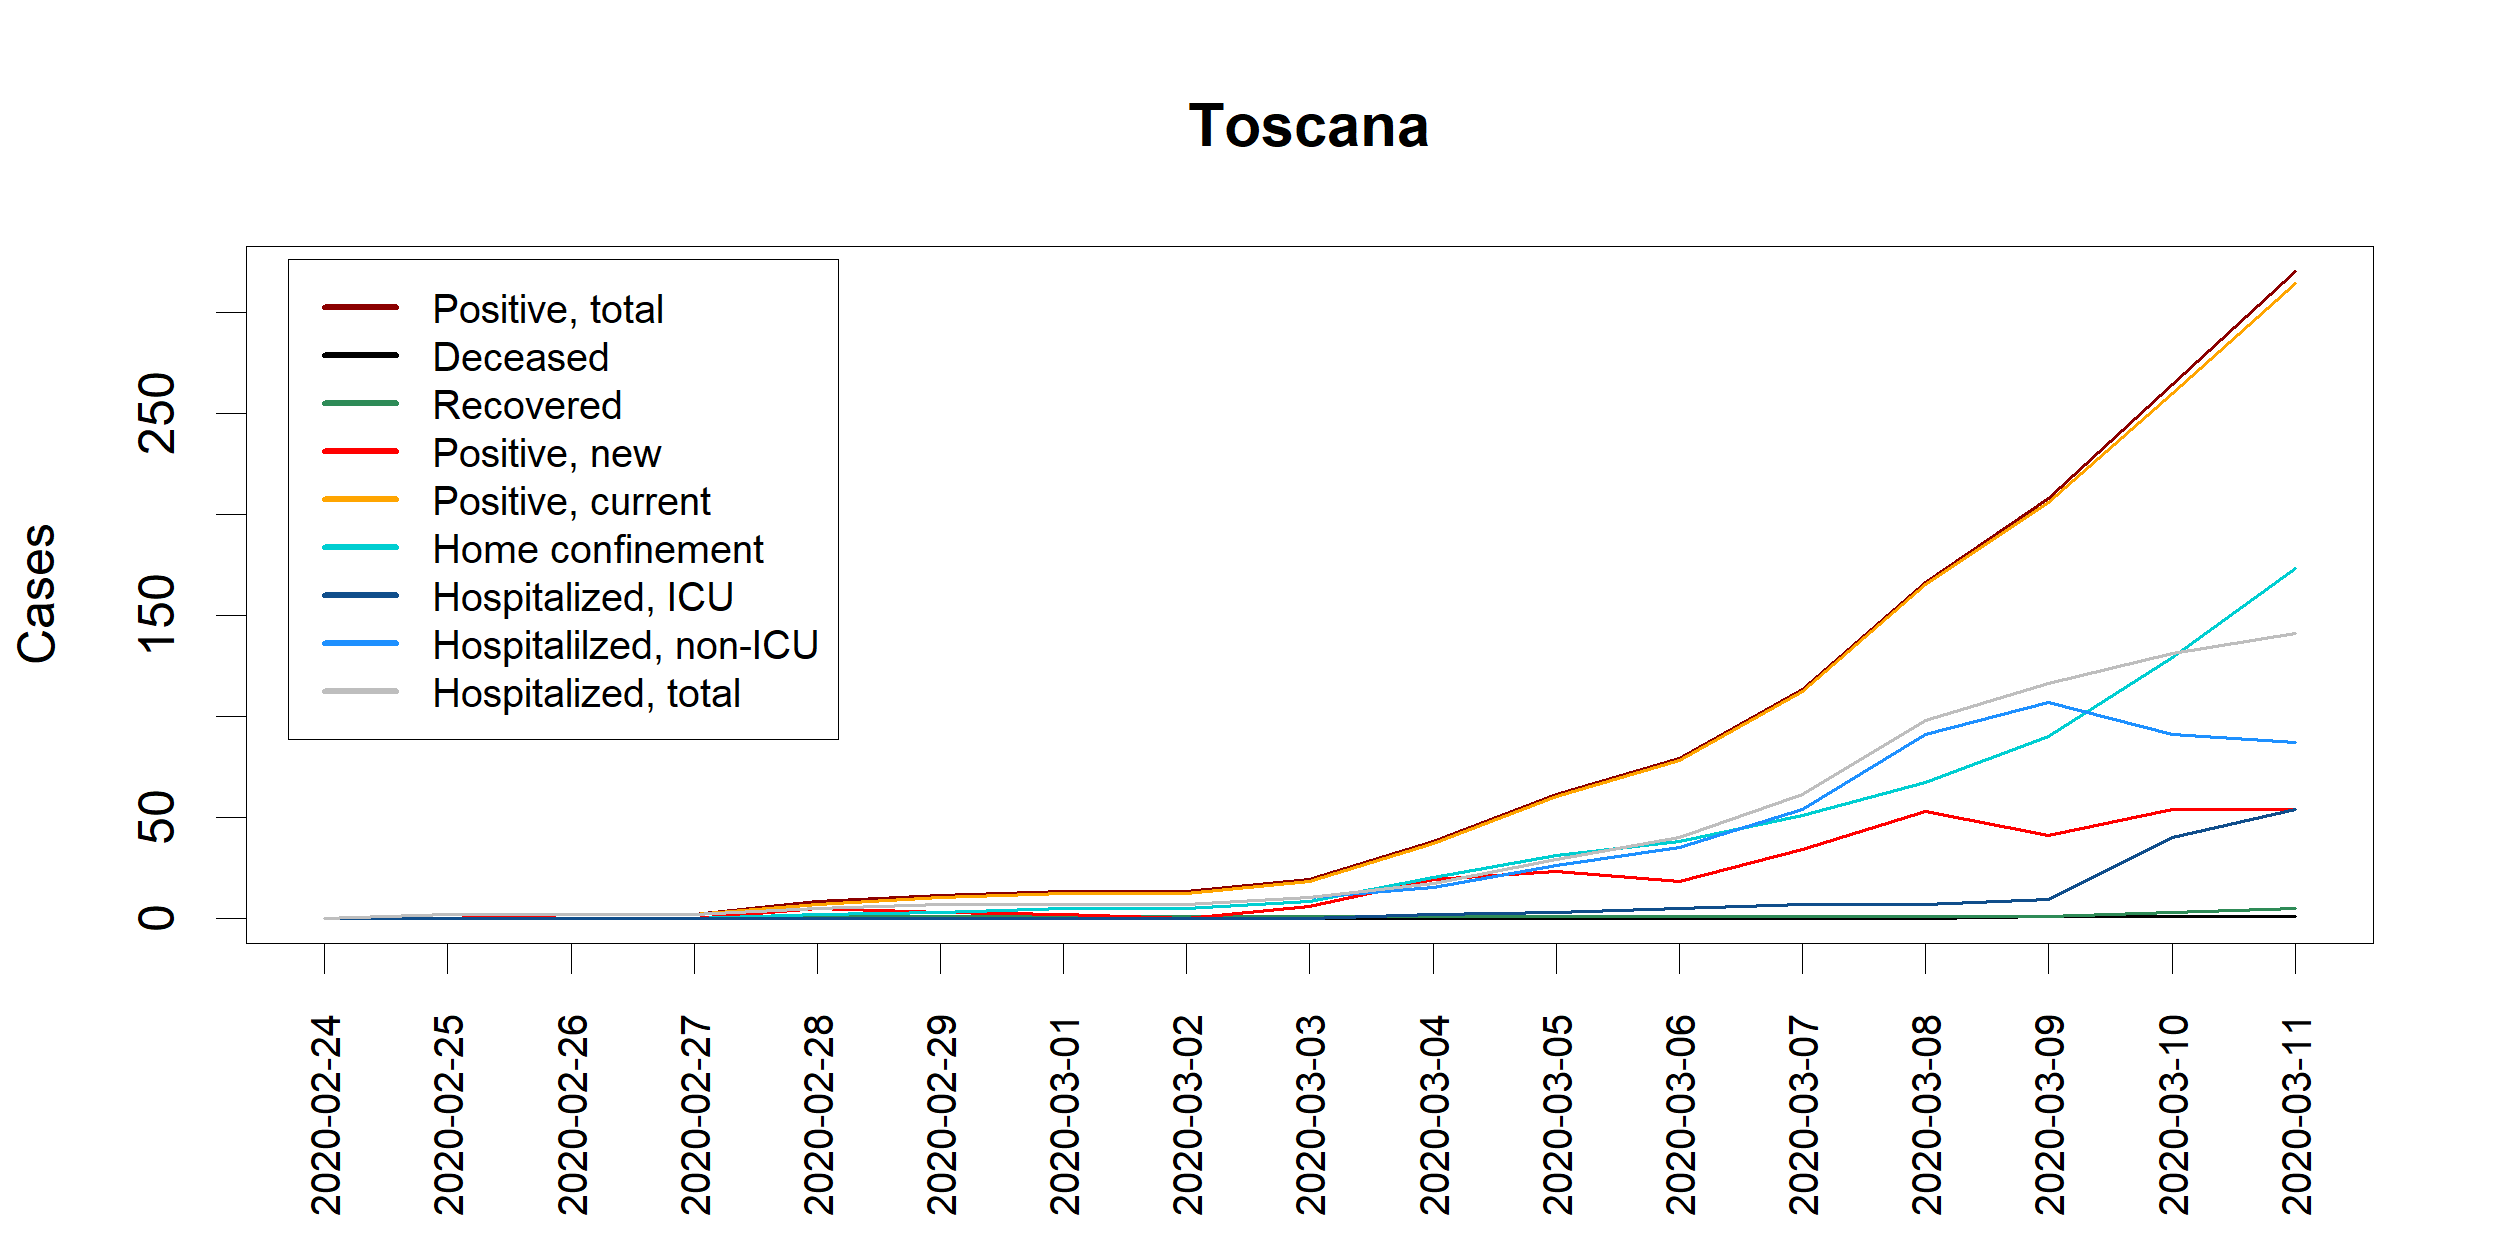 Toscana
Positive, total
Deceased
Recovered
Positive, new
Positive, current
Home confinement
Hospitalized, ICU
Hospitalilzed, non-ICU
Hospitalized, total
Cases
250
150
50
0
2020-02-24
2020-02-25
2020-02-26
2020-02-27
2020-02-28
2020-02-29
2020-03-01
2020-03-02
2020-03-03
2020-03-04
2020-03-05
2020-03-06
2020-03-07
2020-03-08
2020-03-09
2020-03-10
2020-03-11